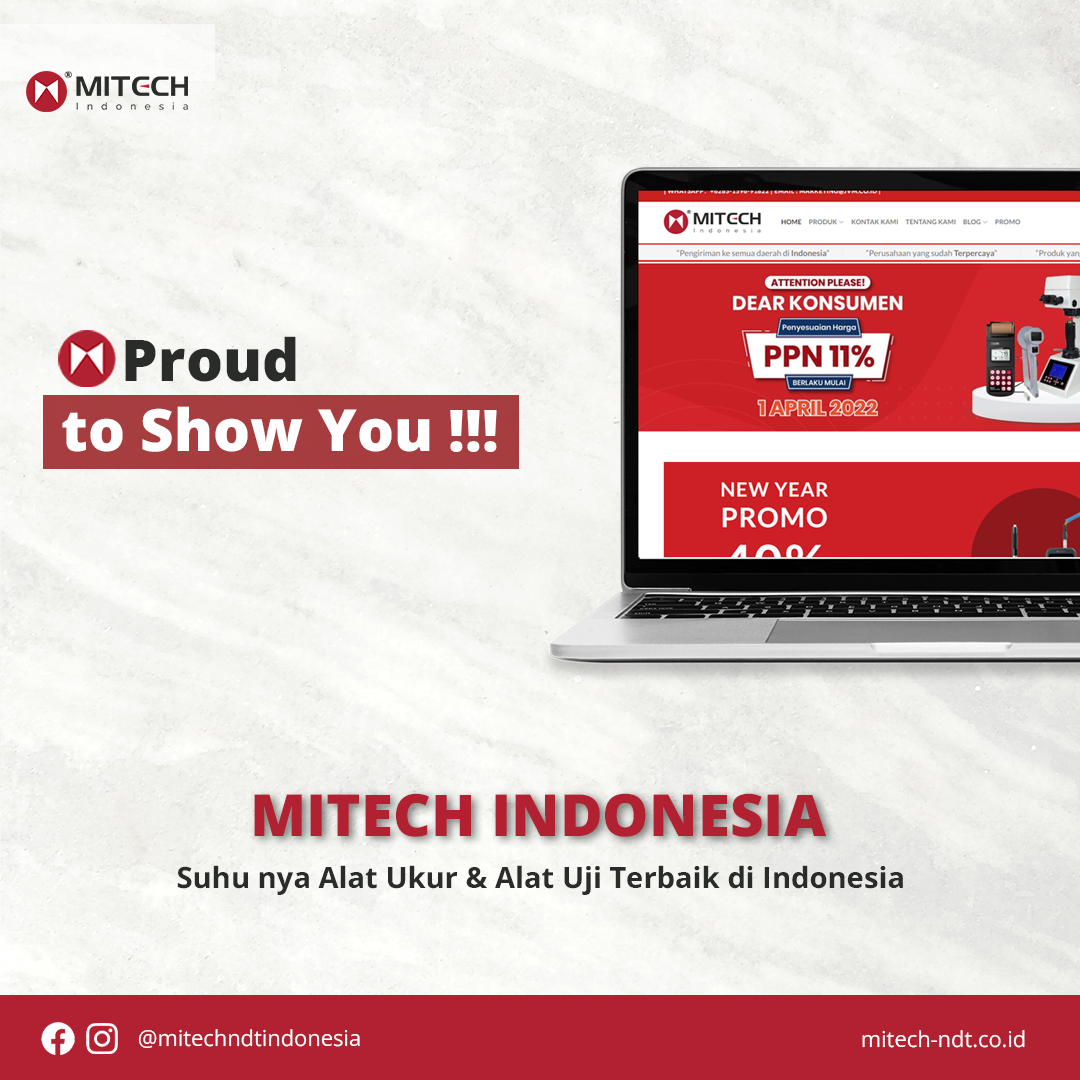 MITECH
Indonesia
Proud
to Show You !!!
MITECH
Indonesia
HOME PRODUK KONTAK KAMI TENTANG KAMI BLOG PROMO
"Pengiriman ke semua daerah di Indonesia" "Perusahaan yang sudah Terpercaya" "Produk yang
ATTENTION PLEASE!
DEAR KONSUMEN
Penyesuaian Harga
PPN 11%
BERLAKU MULAI
1 APRIL 2022
NEW YEAR
PROMO
40%
MITECH INDONESIA
Suhu nya Alat Ukur & Alat Uji Terbaik di Indonesia
@mitechndtindonesia
mitech-ndt.co.id